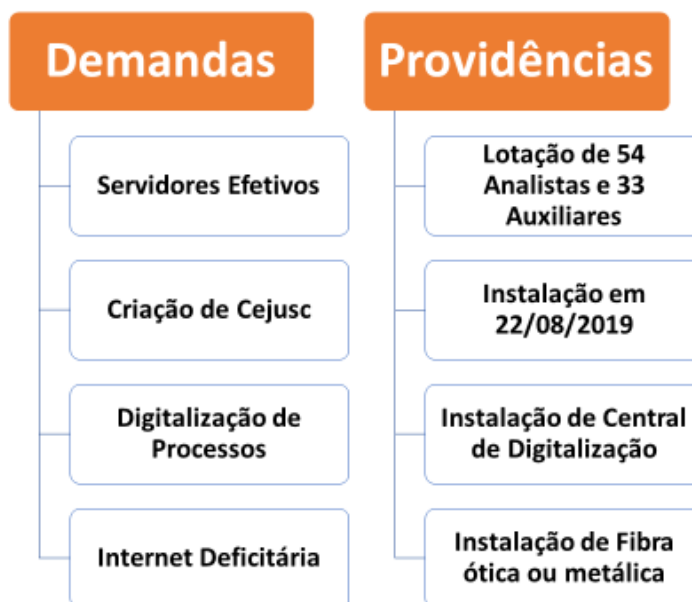 Demandas
Servidores Efetivos
Criação de Cejusc
Digitalização de
Processos
Internet Deficitária
Providências
Lotação de 54
Analistas e 33
Auxiliares
Instalação em
22/08/2019
Instalação de Central
de Digitalização
Instalação de Fibra
ótica ou metálica